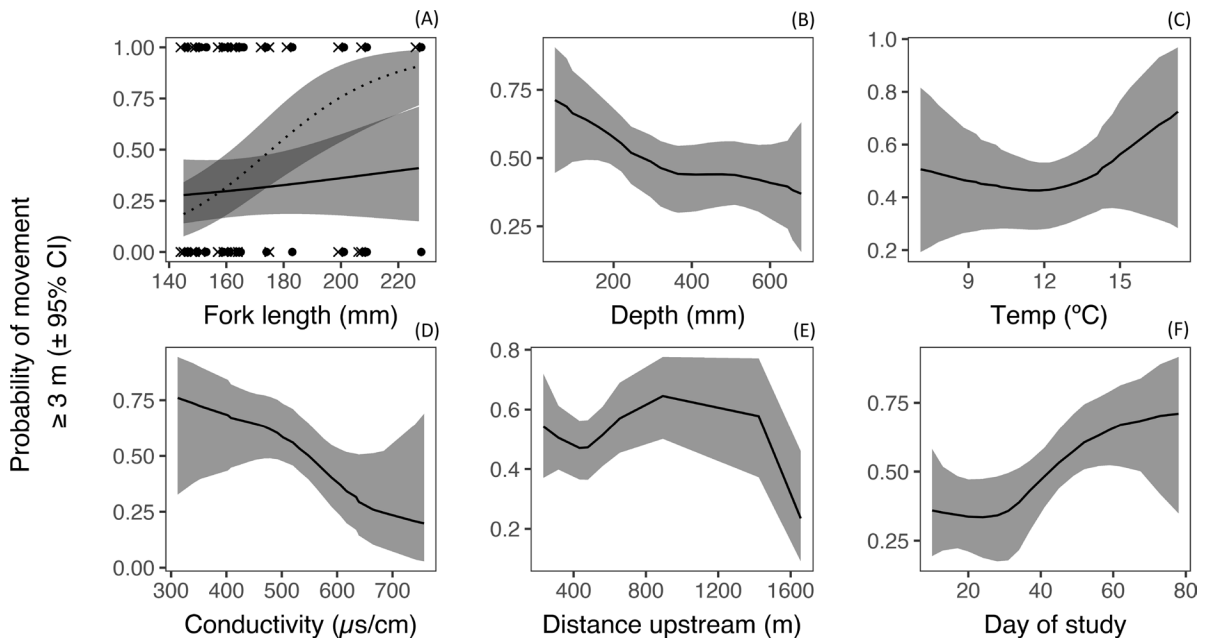 Probability of movement
≥ 3 m (± 95% CI)
(A)
1.00
0.75
0.50
0.25
0.00
140 160 180 200 220
Fork length (mm)
(B)
0.75
0.50
0.25
200 400 600
Depth (mm)
(C)
1.0
0.8
0.6
0.4
0.2
9 12 15
Temp (ºC)
(D)
0.75
0.50
0.25
0.00
300 400 500 600 700
Conductivity (µs/cm)
(E)
0.8
0.6
0.4
0.2
400 800 1200 1600
Distance upstream (m)
(F)
0.75
0.50
0.25
20 40 60 80
Day of study